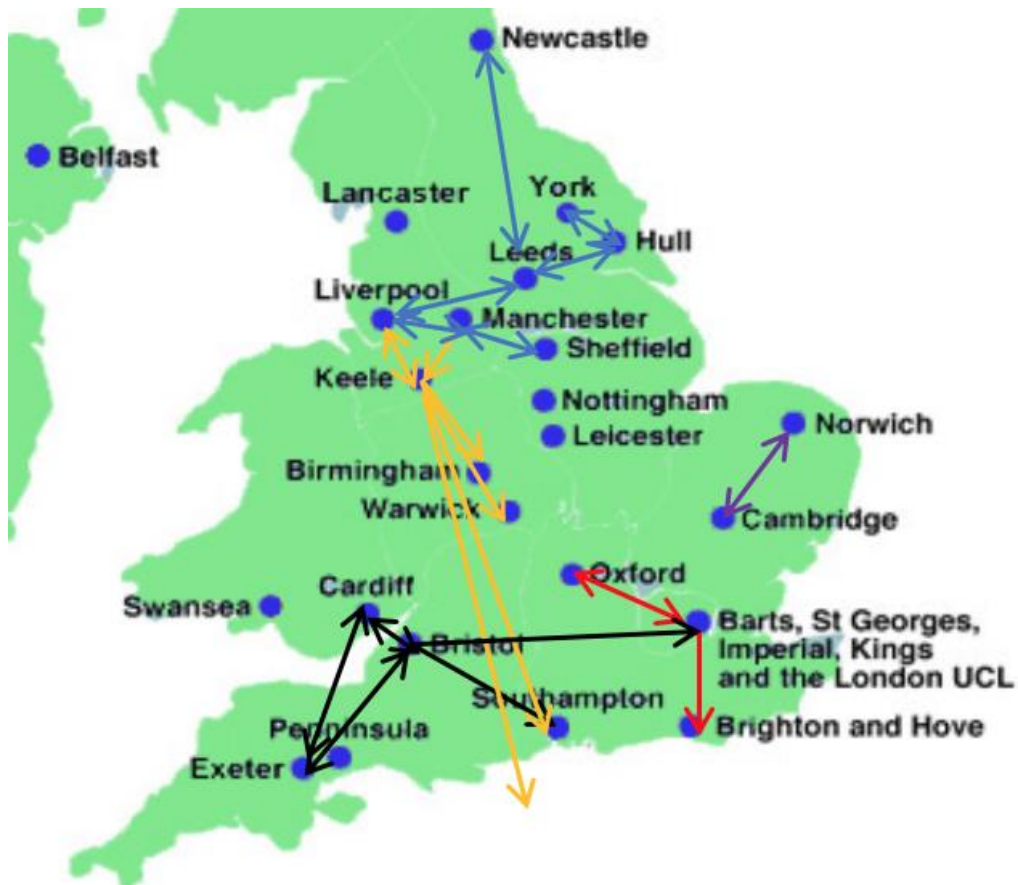 Newcastle
Belfast
York
Lancaster
Hull
Leeds
Liverpool
Manchester
Sheffield
Keele
Nottingham
Norwich
Leicester
Birmingham
Warwick
Cambridge
Oxford
Cardiff
Swansea
Barts, St Georges,
Imperial, Kings
and the London UCL
Bristol
Southampton
Brighton and Hove
Penninsula
Exeter